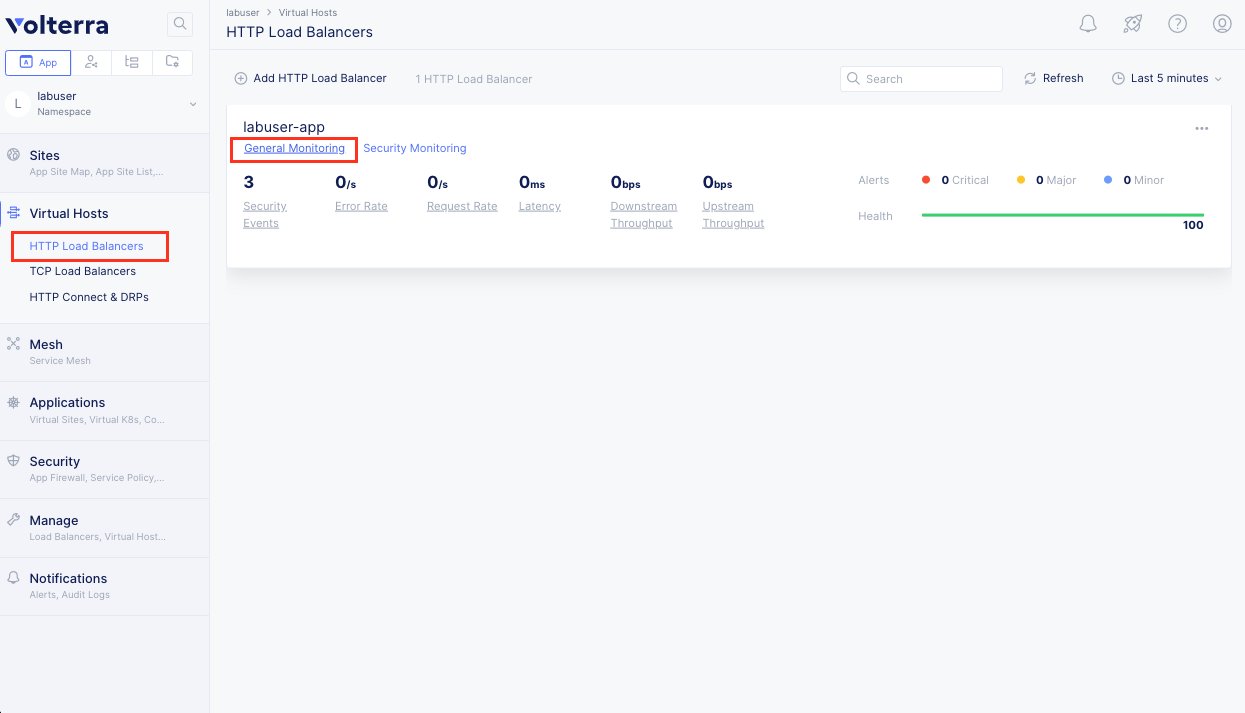 Volterra
App
L
labuser
Namespace
Sites
App Site Map, App Site List,...
Virtual Hosts
HTTP Load Balancers
TCP Load Balancers
HTTP Connect & DRPs
Mesh
Service Mesh
Applications
Virtual Sites, Virtual K8s, Co...
Security
App Firewall, Service Policy,...
Manage
Load Balancers, Virtual Host...
Notifications
Alerts, Audit Logs
labuser > Virtual Hosts
HTTP Load Balancers
Add HTTP Load Balancer 1 HTTP Load Balancer Search Refresh Last 5 minutes
labuser-app
General Monitoring Security Monitoring
3 0/s 0/s 0ms 0bps 0bps
Security Events Error Rate Request Rate Latency Downstream Throughput Upstream Throughput
Alerts 0 Critical 0 Major 0 Minor
Health
100